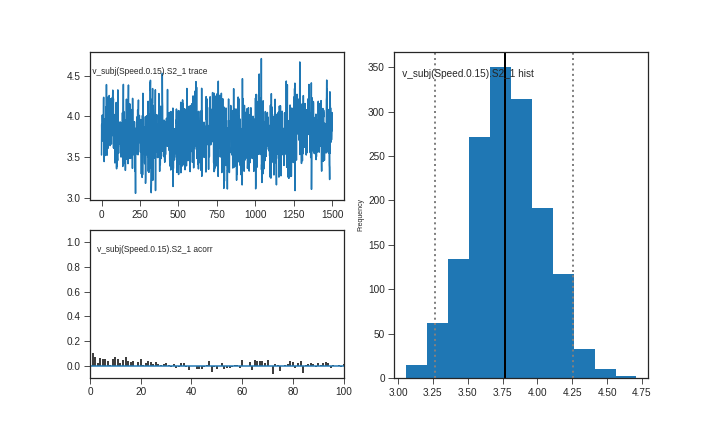 v_subj(Speed.0.15).S2_1 trace
4.5
4.0
3.5
3.0
0 250 500 750 1000 1250 1500
v_subj(Speed.0.15).S2_1 acorr
1.0
0.8
0.6
0.4
0.2
0.0
0 20 40 60 80 100
v_subj(Speed.0.15).S2_1 hist
Frequency
350
300
250
200
150
100
50
0
3.00 3.25 3.50 3.75 4.00 4.25 4.50 4.75